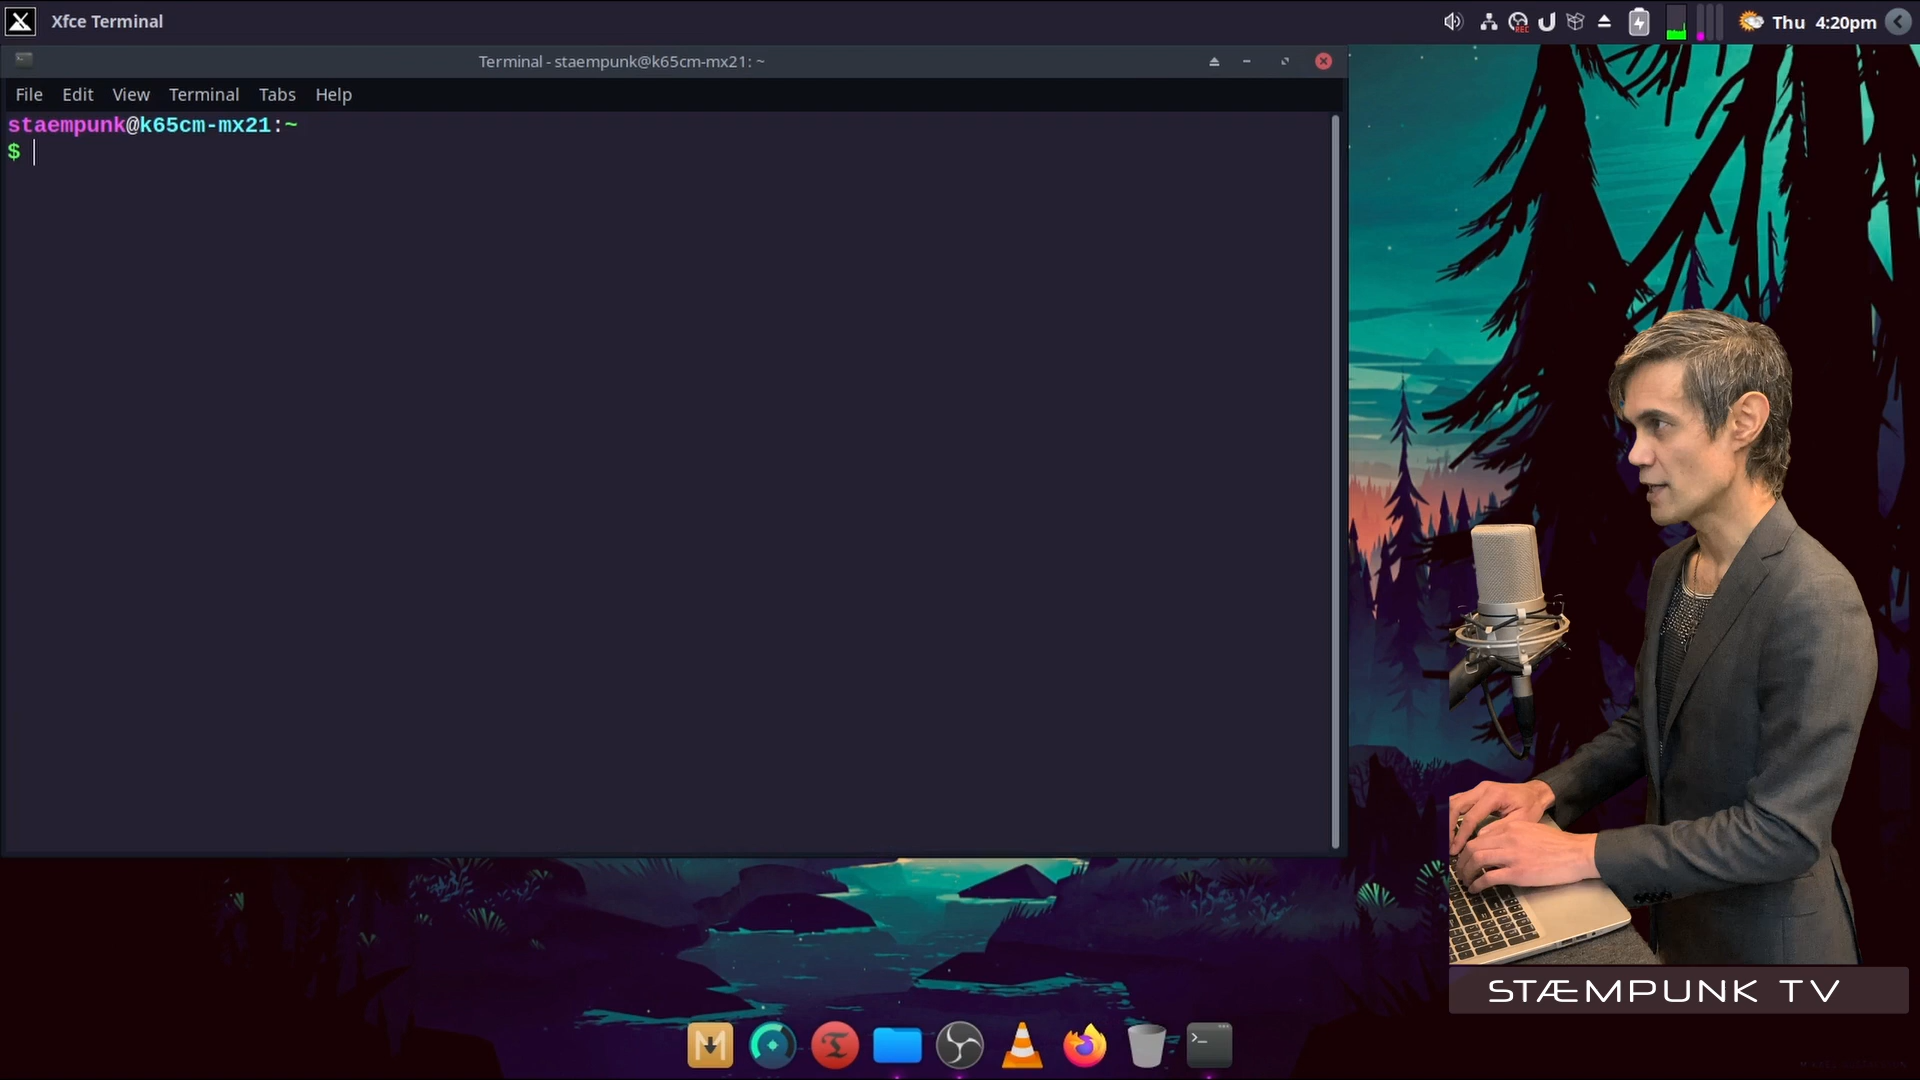 Xfce Terminal
REC
Thu 4:20pm
Terminal - staempunk@k65cm-mx21: ~
File Edit View Terminal Tabs Help
staempunk@k65cm-mx21:~
$
STÆMPUNK TV